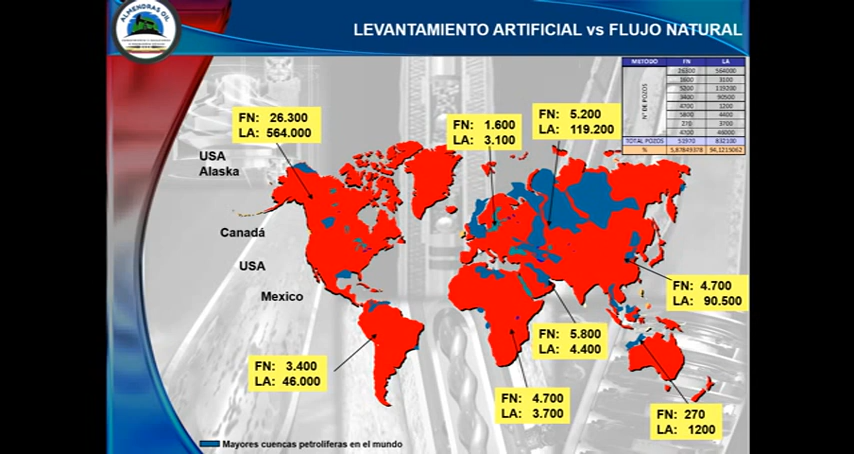 ALMENDRAS OIL
LEVANTAMIENTO ARTIFICIAL vs FLUJO NATURAL
METODO FN LA
N° DE POZOS
26300 564000
1600 3100
5200 119200
3400 90500
4700 1200
5800 4400
270 3700
4700 46000
TOTAL POZOS 51970 832100
% 5,87849378 94,1215062
FN: 26.300
LA: 564.000
FN: 1.600
LA: 3.100
FN: 5.200
LA: 119.200
USA
Alaska
Canadá
USA
Mexico
FN: 4.700
LA: 90.500
FN: 5.800
LA: 4.400
FN: 3.400
LA: 46.000
FN: 4.700
LA: 3.700
FN: 270
LA: 1200
Mayores cuencas petrolíferas en el mundo